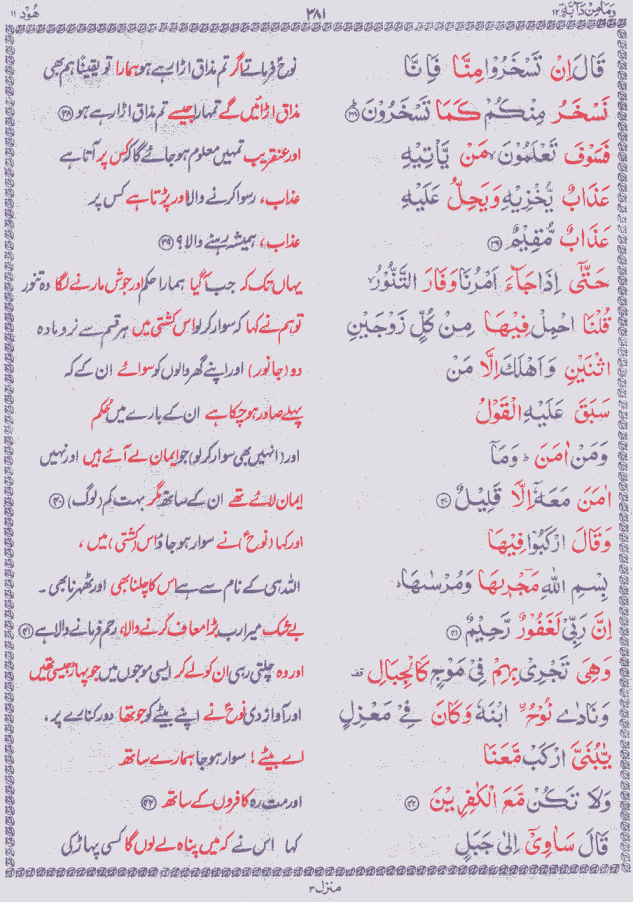 وما من دآبة ١٢ ٣٨١ هُوْد ١١
قَالَ اِنْ تَسْخَرُوْا مِنَّا فَاِنَّا نوحؑ فرماتے اگر تم مذاق اڑا رہے ہو ہمارا تو یقیناً ہم بھی
نَسْخَرُ مِنْكُمْ كَمَا تَسْخَرُوْنَ ﴿٣٨﴾ مذاق اڑائیں گے تمہارا جیسے تم مذاق اڑا رہے ہو ﴿٣٨﴾
فَسَوْفَ تَعْلَمُوْنَ ۙ مَنْ يَّاْتِيْهِ اور عنقریب تمہیں معلوم ہو جائے گا کہ کس پر آتا ہے
عَذَابٌ يُّخْزِيْهِ وَيَحِلُّ عَلَيْهِ عذاب، رسوا کرنے والا اور پڑتا ہے کس پر
عَذَابٌ مُّقِيْمٌ ﴿٣٩﴾ عذاب، ہمیشہ رہنے والا؟ ﴿٣٩﴾
حَتّٰٓى اِذَا جَآءَ اَمْرُنَا وَفَارَ التَّنُّوْرُ ۙ یہاں تک کہ جب آگیا ہمارا حکم اور جوش مارنے لگا وہ تنور
قُلْنَا احْمِلْ فِيْهَا مِنْ كُلٍّ زَوْجَيْنِ تو ہم نے کہا کہ سوار کر لو اس کشتی میں ہر قسم سے نر و مادہ
اثْنَيْنِ وَاَهْلَكَ اِلَّا مَنْ دو (جانور) اور اپنے گھر والوں کو سوائے ان کے کہ
سَبَقَ عَلَيْهِ الْقَوْلُ پہلے صادر ہو چکا ہے ان کے بارے میں حکم
وَمَنْ اٰمَنَ ؕ وَمَآ اور (انہیں بھی سوار کر لو) جو ایمان لے آئے ہیں اور نہیں
اٰمَنَ مَعَهٗٓ اِلَّا قَلِيْلٌ ﴿٤٠﴾ ایمان لائے تھے ان کے ساتھ مگر بہت کم (لوگ) ﴿٤٠﴾
وَقَالَ ارْكَبُوْا فِيْهَا اور کہا (نوحؑ) نے سوار ہو جاؤ اس (کشتی) میں،
بِسْمِ اللّٰهِ مَجْرٖىهَا وَمُرْسٰىهَا ؕ اللہ ہی کے نام سے ہے اس کا چلنا بھی اور ٹھہرنا بھی۔
اِنَّ رَبِّيْ لَغَفُوْرٌ رَّحِيْمٌ ﴿٤١﴾ بے شک میرا رب بڑا معاف کرنے والا، رحم فرمانے والا ہے ﴿٤١﴾
وَهِيَ تَجْرِيْ بِهِمْ فِيْ مَوْجٍ كَالْجِبَالِ ۫ اور وہ چلتی رہی ان کو لے کر ایسی موجوں میں جو پہاڑ جیسی تھیں
وَنَادٰى نُوْحُ ۨ ابْنَهٗ وَكَانَ فِيْ مَعْزِلٍ اور آواز دی نوحؑ نے اپنے بیٹے کو جو تھا دور کنارے پر،
يّٰبُنَيَّ ارْكَبْ مَّعَنَا اے بیٹے! سوار ہو جا ہمارے ساتھ
وَلَا تَكُنْ مَّعَ الْكٰفِرِيْنَ ﴿٤٢﴾ اور مت رہ کافروں کے ساتھ ﴿٤٢﴾
قَالَ سَاٰوِيْٓ اِلٰى جَبَلٍ کہا اس نے کہ میں پناہ لے لوں گا کسی پہاڑ کی
منزل ٣